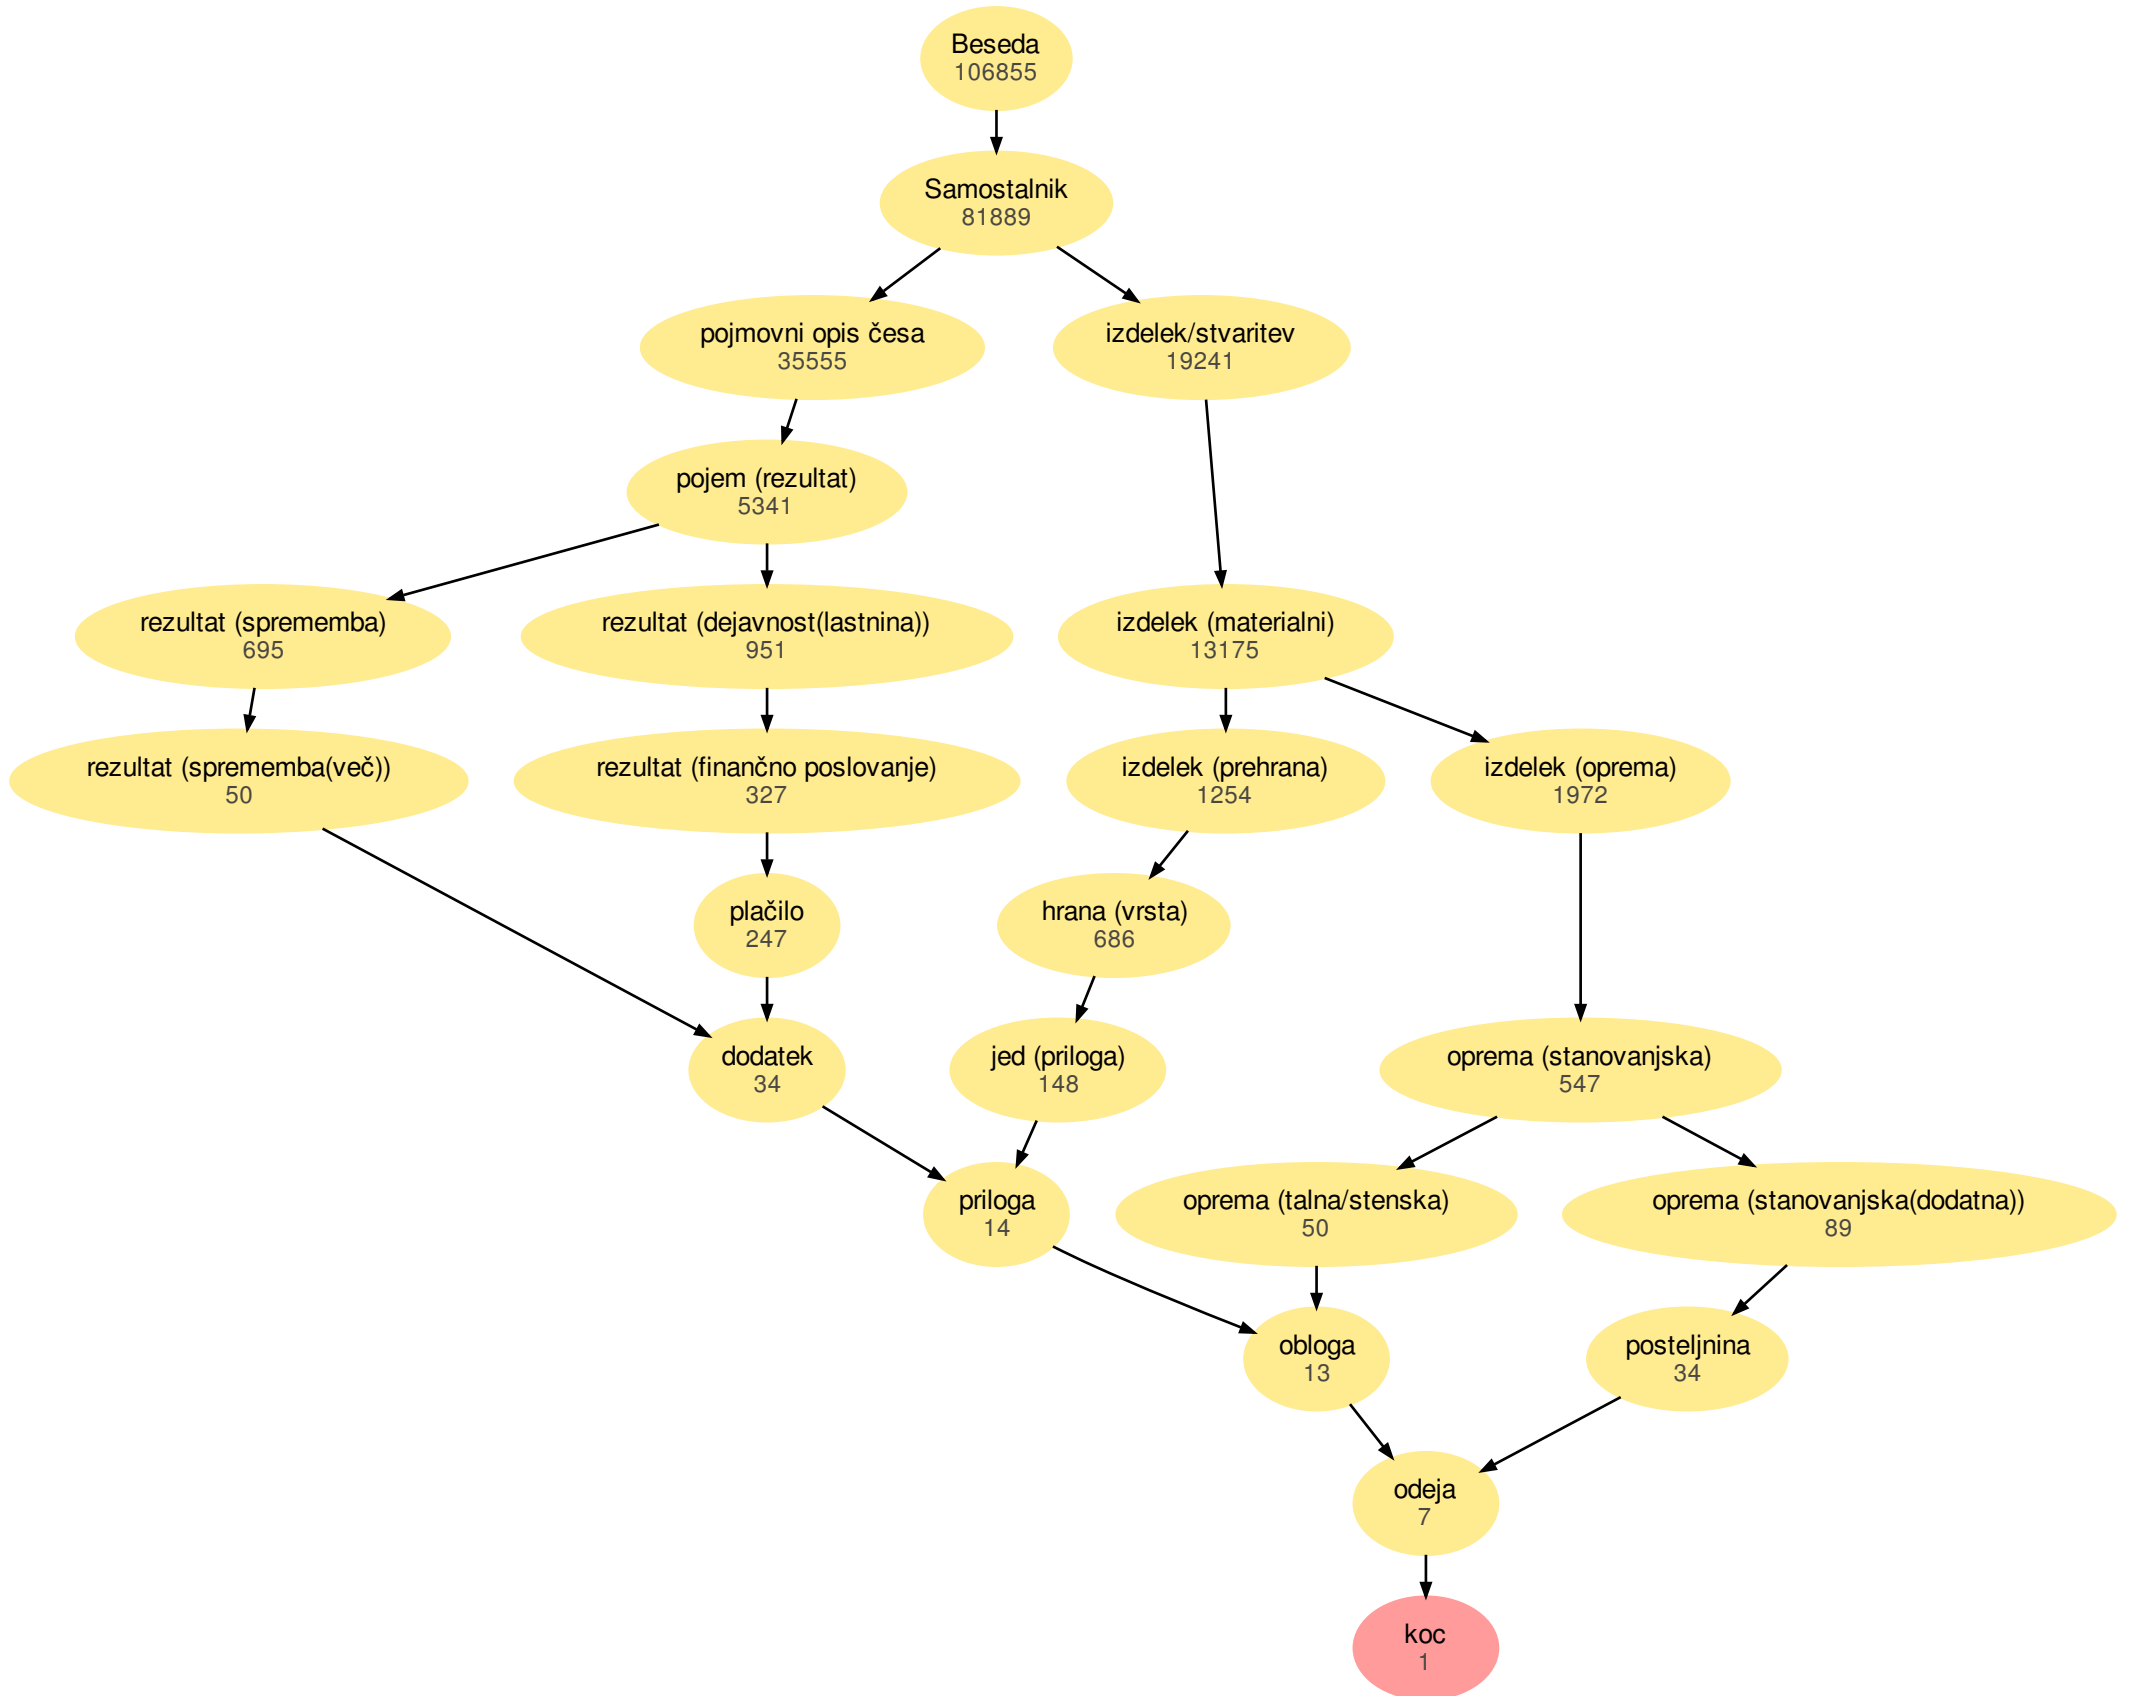 Beseda
106855
Samostalnik
81889
pojmovni opis česa
35555
izdelek/stvaritev
19241
pojem (rezultat)
5341
rezultat (sprememba)
695
rezultat (dejavnost(lastnina))
951
izdelek (materialni)
13175
rezultat (sprememba(več))
50
rezultat (finančno poslovanje)
327
izdelek (prehrana)
1254
izdelek (oprema)
1972
plačilo
247
hrana (vrsta)
686
dodatek
34
jed (priloga)
148
oprema (stanovanjska)
547
priloga
14
oprema (talna/stenska)
50
oprema (stanovanjska(dodatna))
89
obloga
13
posteljnina
34
odeja
7
koc
1